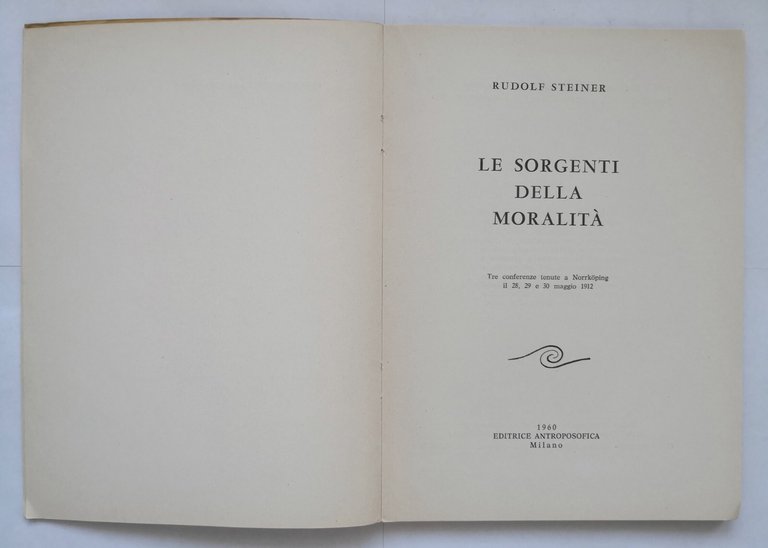 RUDOLF STEINER
LE SORGENTI
DELLA
MORALITÀ
Tre conferenze tenute a Norrköping
il 28, 29 e 30 maggio 1912
1960
EDITRICE ANTROPOSOFICA
Milano